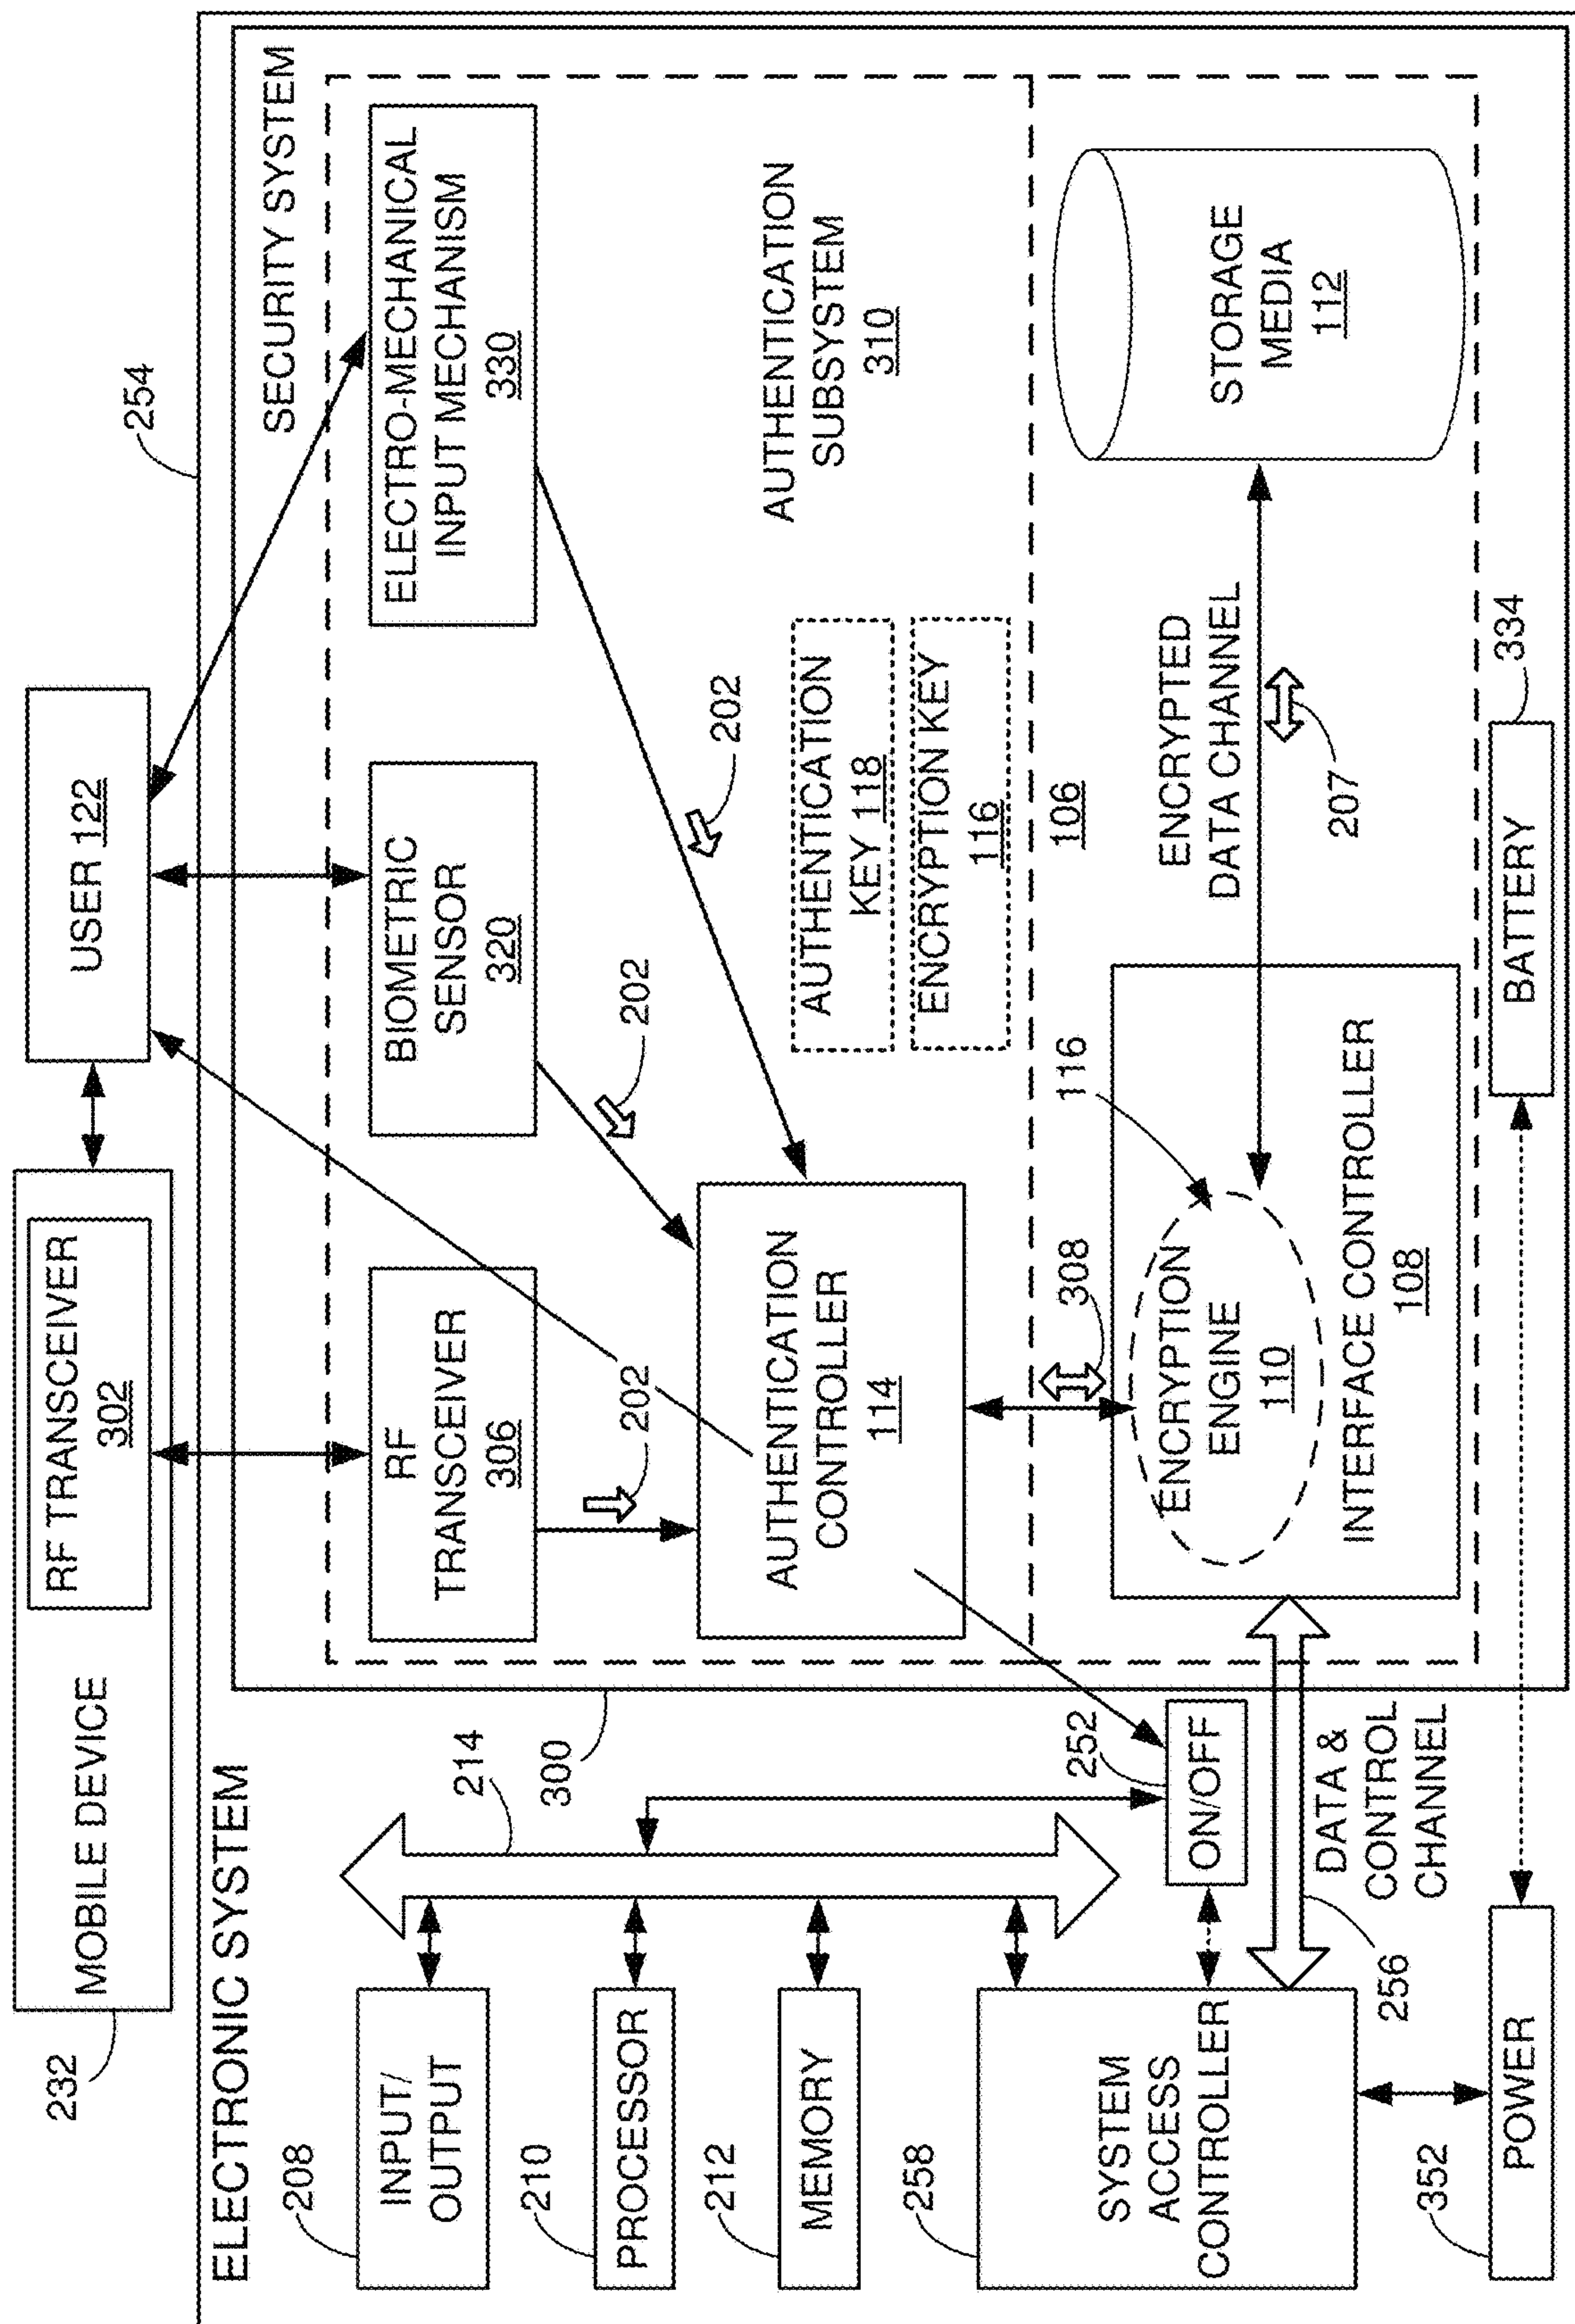 232
MOBILE DEVICE
RF TRANSCEIVER
302
USER 122
254
ELECTRONIC SYSTEM
SECURITY SYSTEM
208
INPUT/
OUTPUT
210
PROCESSOR
212
MEMORY
258
SYSTEM
ACCESS
CONTROLLER
352
POWER
214
300
252
ON/OFF
256
DATA &
CONTROL
CHANNEL
RF
TRANSCEIVER
306
BIOMETRIC
SENSOR
320
ELECTRO-MECHANICAL
INPUT MECHANISM
330
202
202
202
AUTHENTICATION
CONTROLLER
114
AUTHENTICATION
SUBSYSTEM
310
AUTHENTICATION
KEY 118
ENCRYPTION KEY
116
106
308
116
ENCRYPTION
ENGINE
110
INTERFACE CONTROLLER
108
ENCRYPTED
DATA CHANNEL
207
STORAGE
MEDIA
112
BATTERY
334